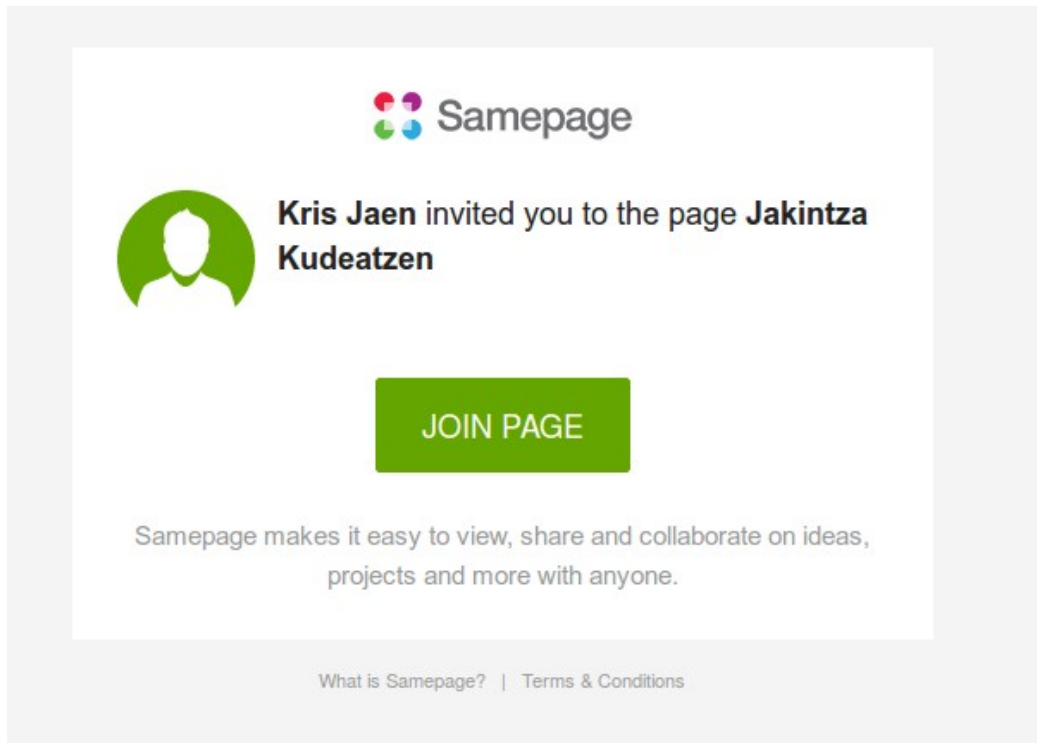 Samepage
Kris Jaen invited you to the page Jakintza
Kudeatzen
JOIN PAGE
Samepage makes it easy to view, share and collaborate on ideas,
projects and more with anyone.
What is Samepage? | Terms & Conditions